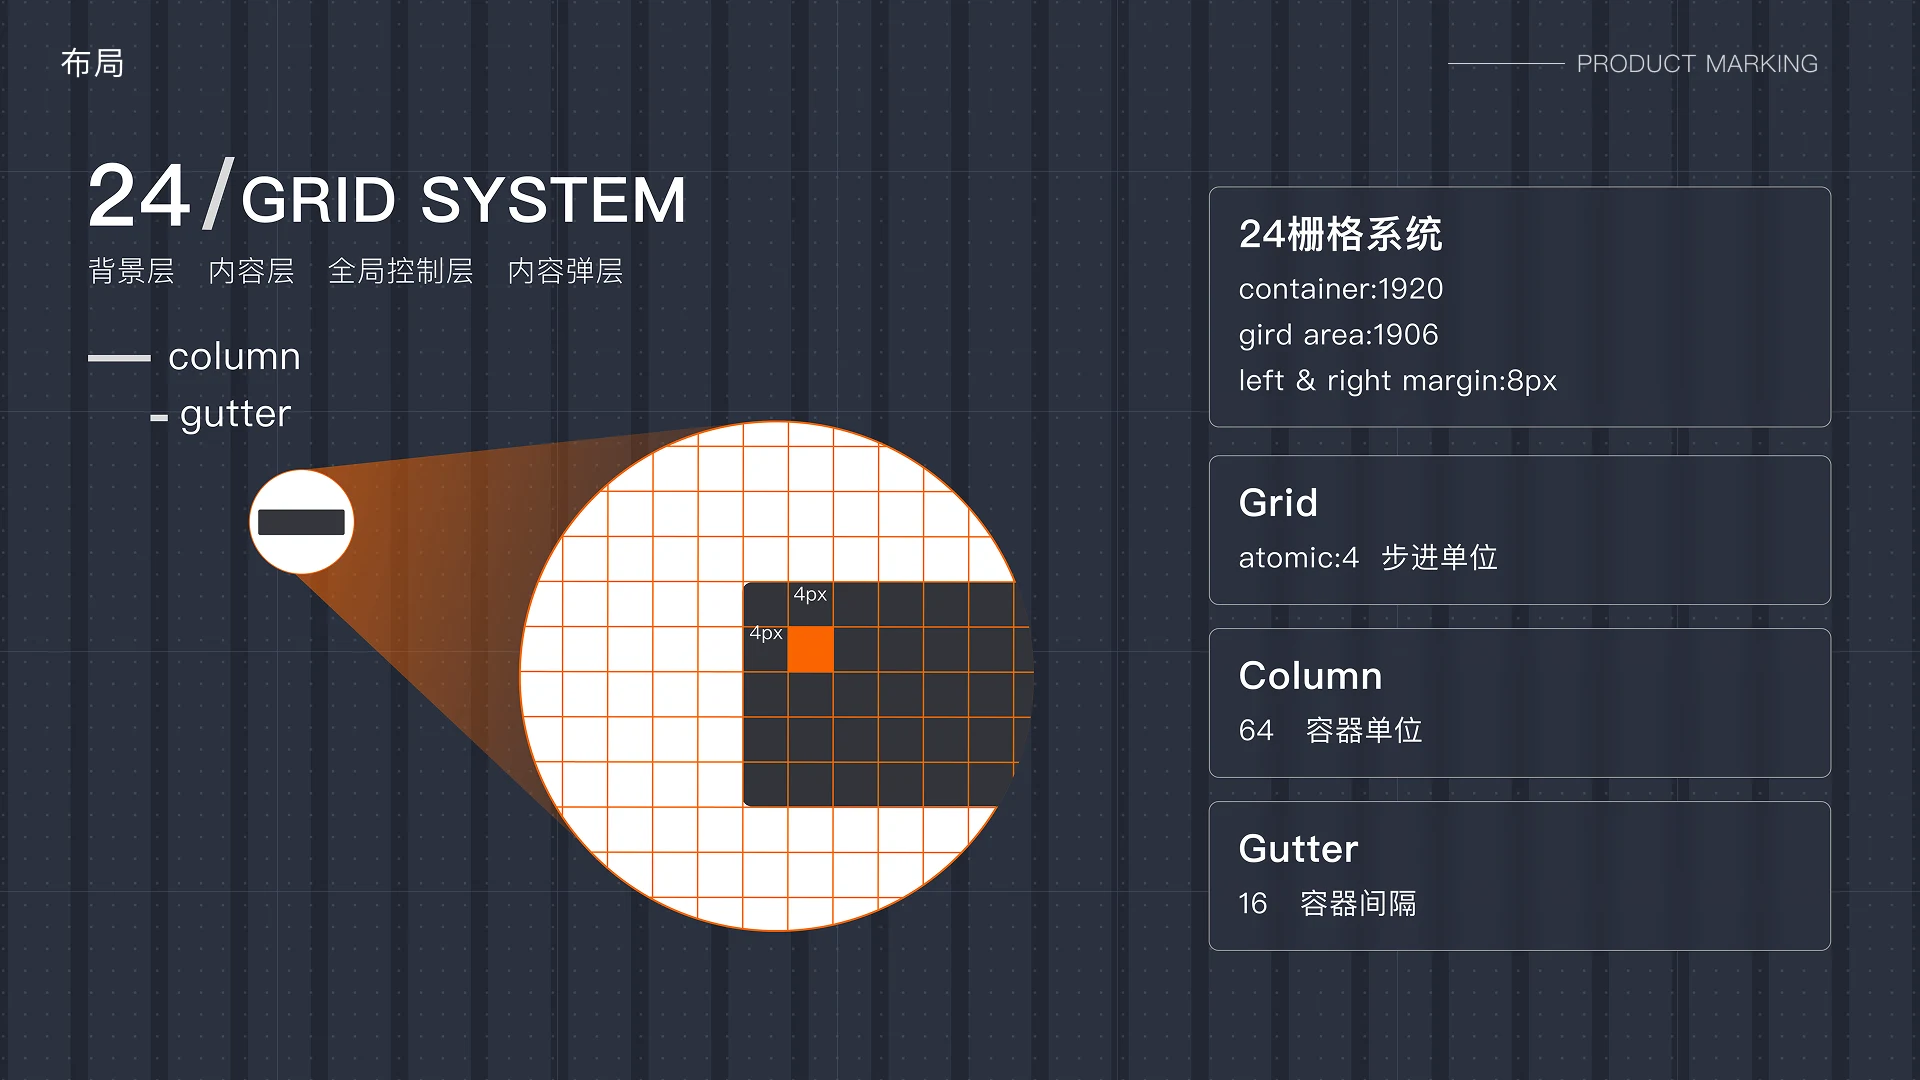 布局
PRODUCT MARKING
24/GRID SYSTEM
背景层 内容层 全局控制层 内容弹层
column
gutter
4px
4px
24栅格系统
container:1920
gird area:1906
left & right margin:8px
Grid
atomic:4 步进单位
Column
64 容器单位
Gutter
16 容器间隔